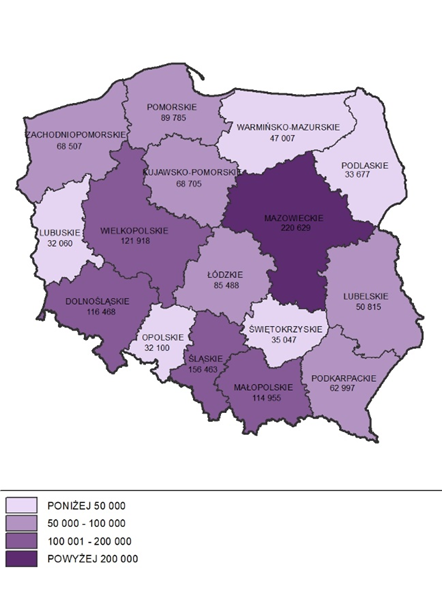 POMORSKIE
89 785
ZACHODNIOPOMORSKIE
68 507
WARMIŃSKO-MAZURSKIE
47 007
KUJAWSKO-POMORSKIE
68 705
PODLASKIE
33 677
MAZOWIECKIE
220 629
LUBUSKIE
32 060
WIELKOPOLSKIE
121 918
ŁÓDZKIE
85 488
LUBELSKIE
50 815
DOLNOŚLĄSKIE
116 468
OPOLSKIE
32 100
ŚWIĘTOKRZYSKIE
35 047
ŚLĄSKIE
156 463
MAŁOPOLSKIE
114 955
PODKARPACKIE
62 997
PONIŻEJ 50 000
50 000 - 100 000
100 001 - 200 000
POWYŻEJ 200 000